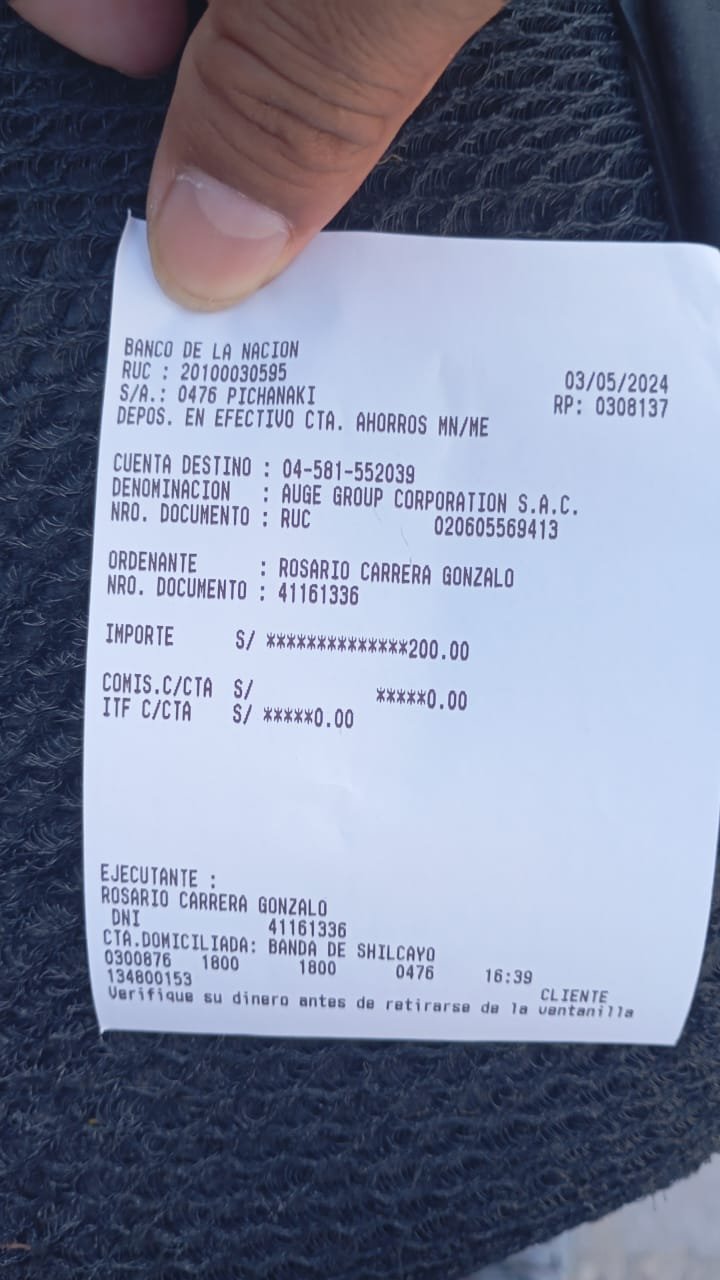 BANCO DE LA NACION
RUC : 20100030595 03/05/2024
S/A.: 0476 PICHANAKI RP: 0308137
DEPOS. EN EFECTIVO CTA. AHORROS MN/ME
CUENTA DESTINO : 04-581-552039
DENOMINACION : AUGE GROUP CORPORATION S.A.C.
NRO. DOCUMENTO : RUC 020605569413
ORDENANTE : ROSARIO CARRERA GONZALO
NRO. DOCUMENTO : 41161336
IMPORTE S/ **************200.00
COMIS.C/CTA S/ *****0.00
ITF C/CTA S/ *****0.00
EJECUTANTE :
ROSARIO CARRERA GONZALO
DNI 41161336
CTA.DOMICILIADA: BANDA DE SHILCAYO
0300876 1800 1800 0476 16:39
134800153 CLIENTE
Verifique su dinero antes de retirarse de la ventanilla